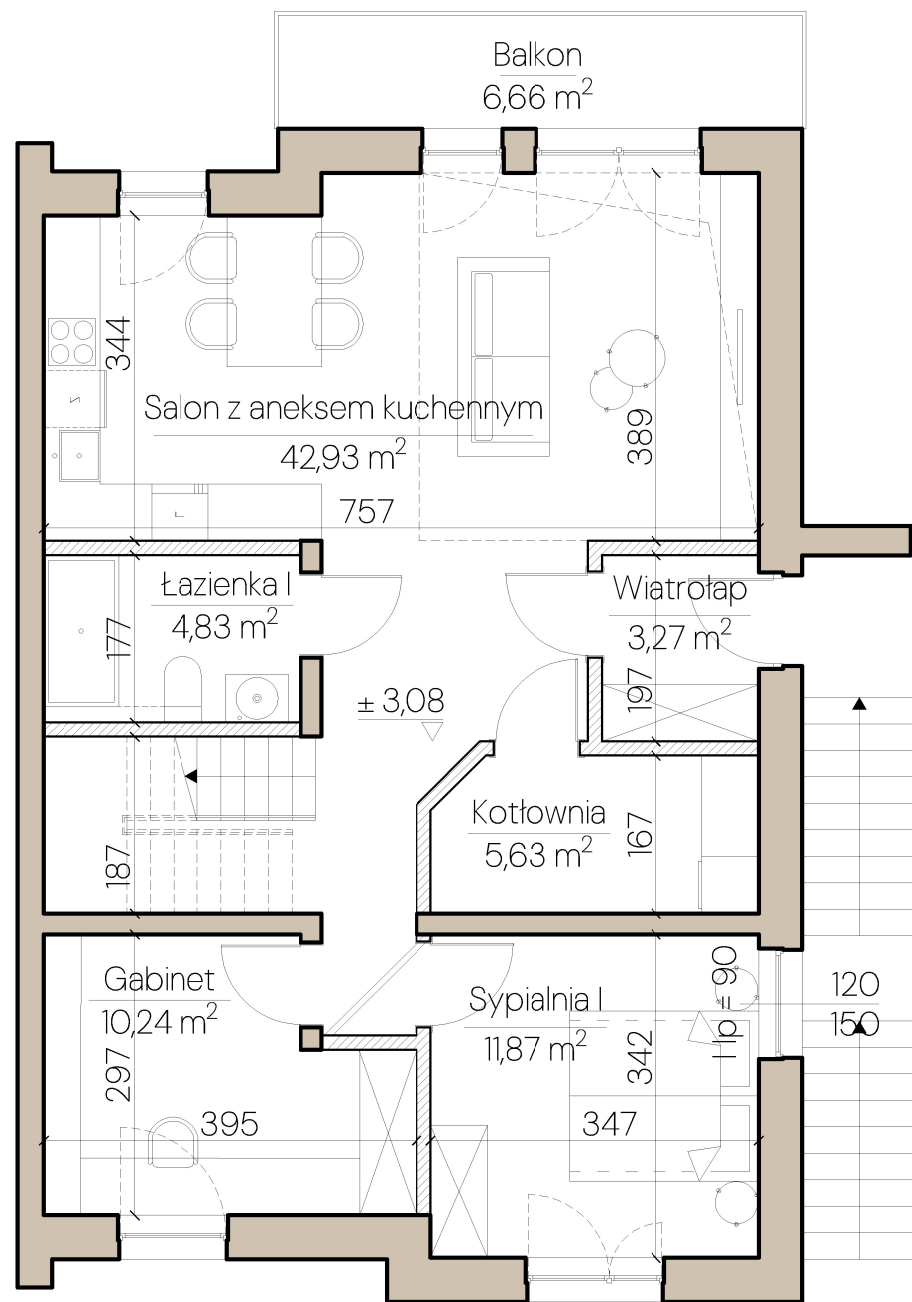 Balkon
6,66 m²
344
Salon z aneksem kuchennym
42,93 m²
389
757
Łazienka I
4,83 m²
177
Wiatrołap
3,27 m²
197
± 3,08
Kotłownia
5,63 m²
167
187
Gabinet
10,24 m²
297
395
Sypialnia I
11,87 m²
342
347
Hp = 90
120
150